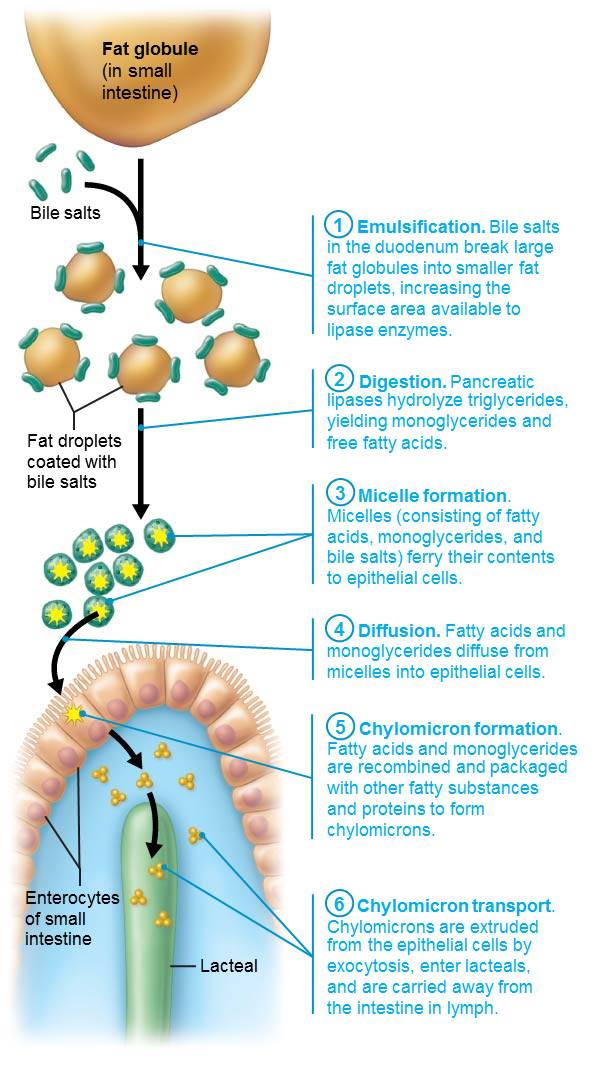 Fat globule
(in small
intestine)
Bile salts
1 Emulsification. Bile salts
in the duodenum break large
fat globules into smaller fat
droplets, increasing the
surface area available to
lipase enzymes.
2 Digestion. Pancreatic
lipases hydrolyze triglycerides,
yielding monoglycerides and
free fatty acids.
Fat droplets
coated with
bile salts
3 Micelle formation.
Micelles (consisting of fatty
acids, monoglycerides, and
bile salts) ferry their contents
to epithelial cells.
4 Diffusion. Fatty acids and
monoglycerides diffuse from
micelles into epithelial cells.
5 Chylomicron formation.
Fatty acids and monoglycerides
are recombined and packaged
with other fatty substances
and proteins to form
chylomicrons.
Enterocytes
of small
intestine
Lacteal
6 Chylomicron transport.
Chylomicrons are extruded
from the epithelial cells by
exocytosis, enter lacteals,
and are carried away from
the intestine in lymph.